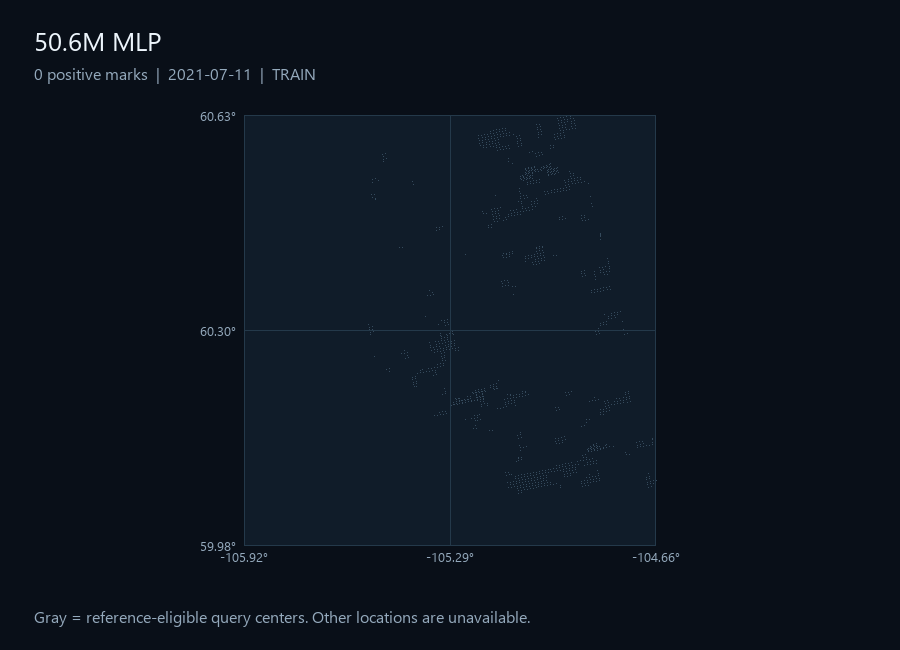 50.6M MLP
0 positive marks | 2021-07-11 | TRAIN
60.63°
60.30°
59.98°
-105.92° -105.29° -104.66°
Gray = reference-eligible query centers. Other locations are unavailable.